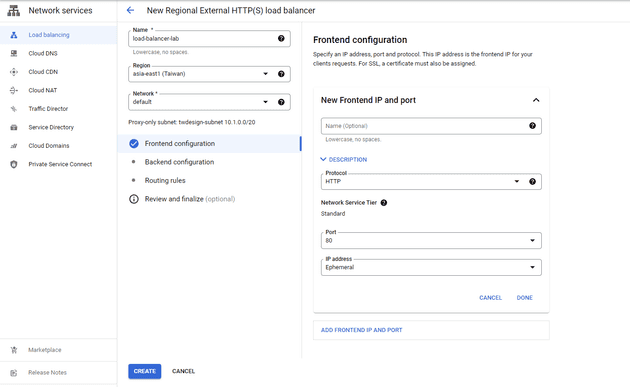 Network services
New Regional External HTTP(S) load balancer
Load balancing
Cloud DNS
Cloud CDN
Cloud NAT
Traffic Director
Service Directory
Cloud Domains
Private Service Connect
Marketplace
Release Notes
Name *
load-balancer-lab
Lowercase, no spaces.
Region
asia-east1 (Taiwan)
Network *
default
Proxy-only subnet: twdesign-subnet 10.1.0.0/20
Frontend configuration
Backend configuration
Routing rules
Review and finalize (optional)
CREATE
CANCEL
Frontend configuration
Specify an IP address, port and protocol. This IP address is the frontend IP for your
clients requests. For SSL, a certificate must also be assigned.
New Frontend IP and port
Name (Optional)
Lowercase, no spaces.
DESCRIPTION
Protocol
HTTP
Network Service Tier
Standard
Port
80
IP address
Ephemeral
CANCEL
DONE
ADD FRONTEND IP AND PORT